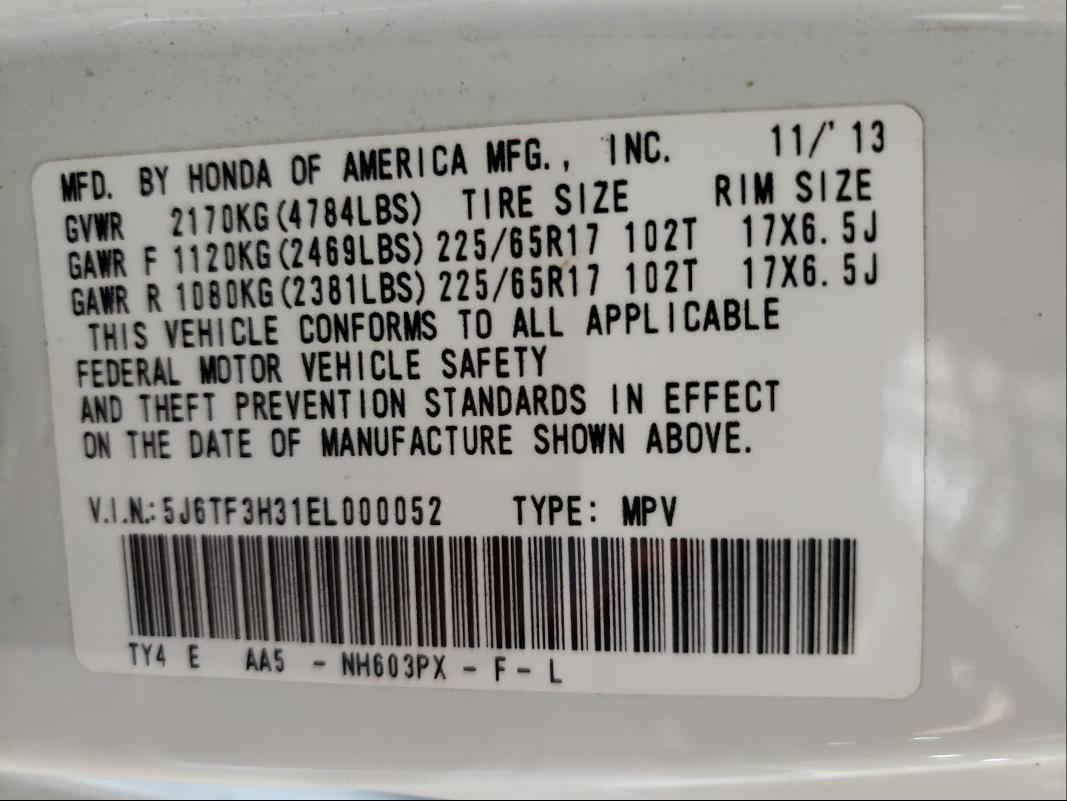 MFD. BY HONDA OF AMERICA MFG., INC. 11/'13
GVWR 2170KG(4784LBS) TIRE SIZE RIM SIZE
GAWR F 1120KG(2469LBS) 225/65R17 102T 17X6.5J
GAWR R 1080KG(2381LBS) 225/65R17 102T 17X6.5J
THIS VEHICLE CONFORMS TO ALL APPLICABLE
FEDERAL MOTOR VEHICLE SAFETY
AND THEFT PREVENTION STANDARDS IN EFFECT
ON THE DATE OF MANUFACTURE SHOWN ABOVE.
V.I.N.: 5J6TF3H31EL000052 TYPE: MPV
TY4 E AA5 - NH603PX - F - L